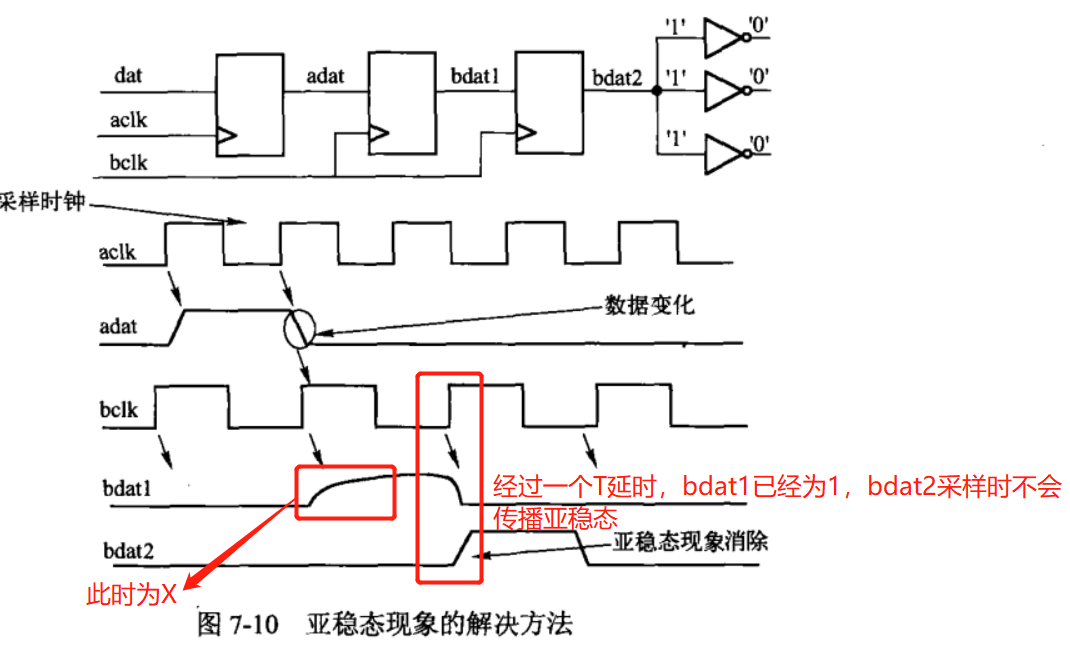 '1' '0'
dat adat bdat1 bdat2 '1' '0'
aclk
'1' '0'
bclk
采样时钟
aclk
数据变化
adat
bclk
bdat1
经过一个T延时，bdat1已经为1，bdat2采样时不会
传播亚稳态
bdat2
亚稳态现象消除
此时为X
图 7-10 亚稳态现象的解决方法